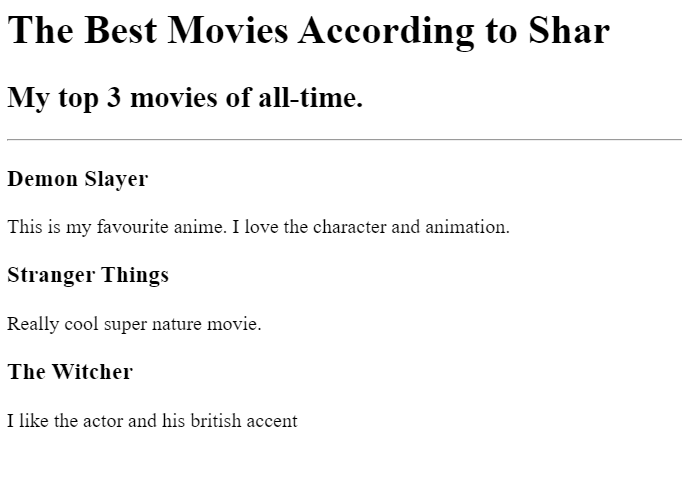 The Best Movies According to Shar
My top 3 movies of all-time.
Demon Slayer
This is my favourite anime. I love the character and animation.
Stranger Things
Really cool super nature movie.
The Witcher
I like the actor and his british accent